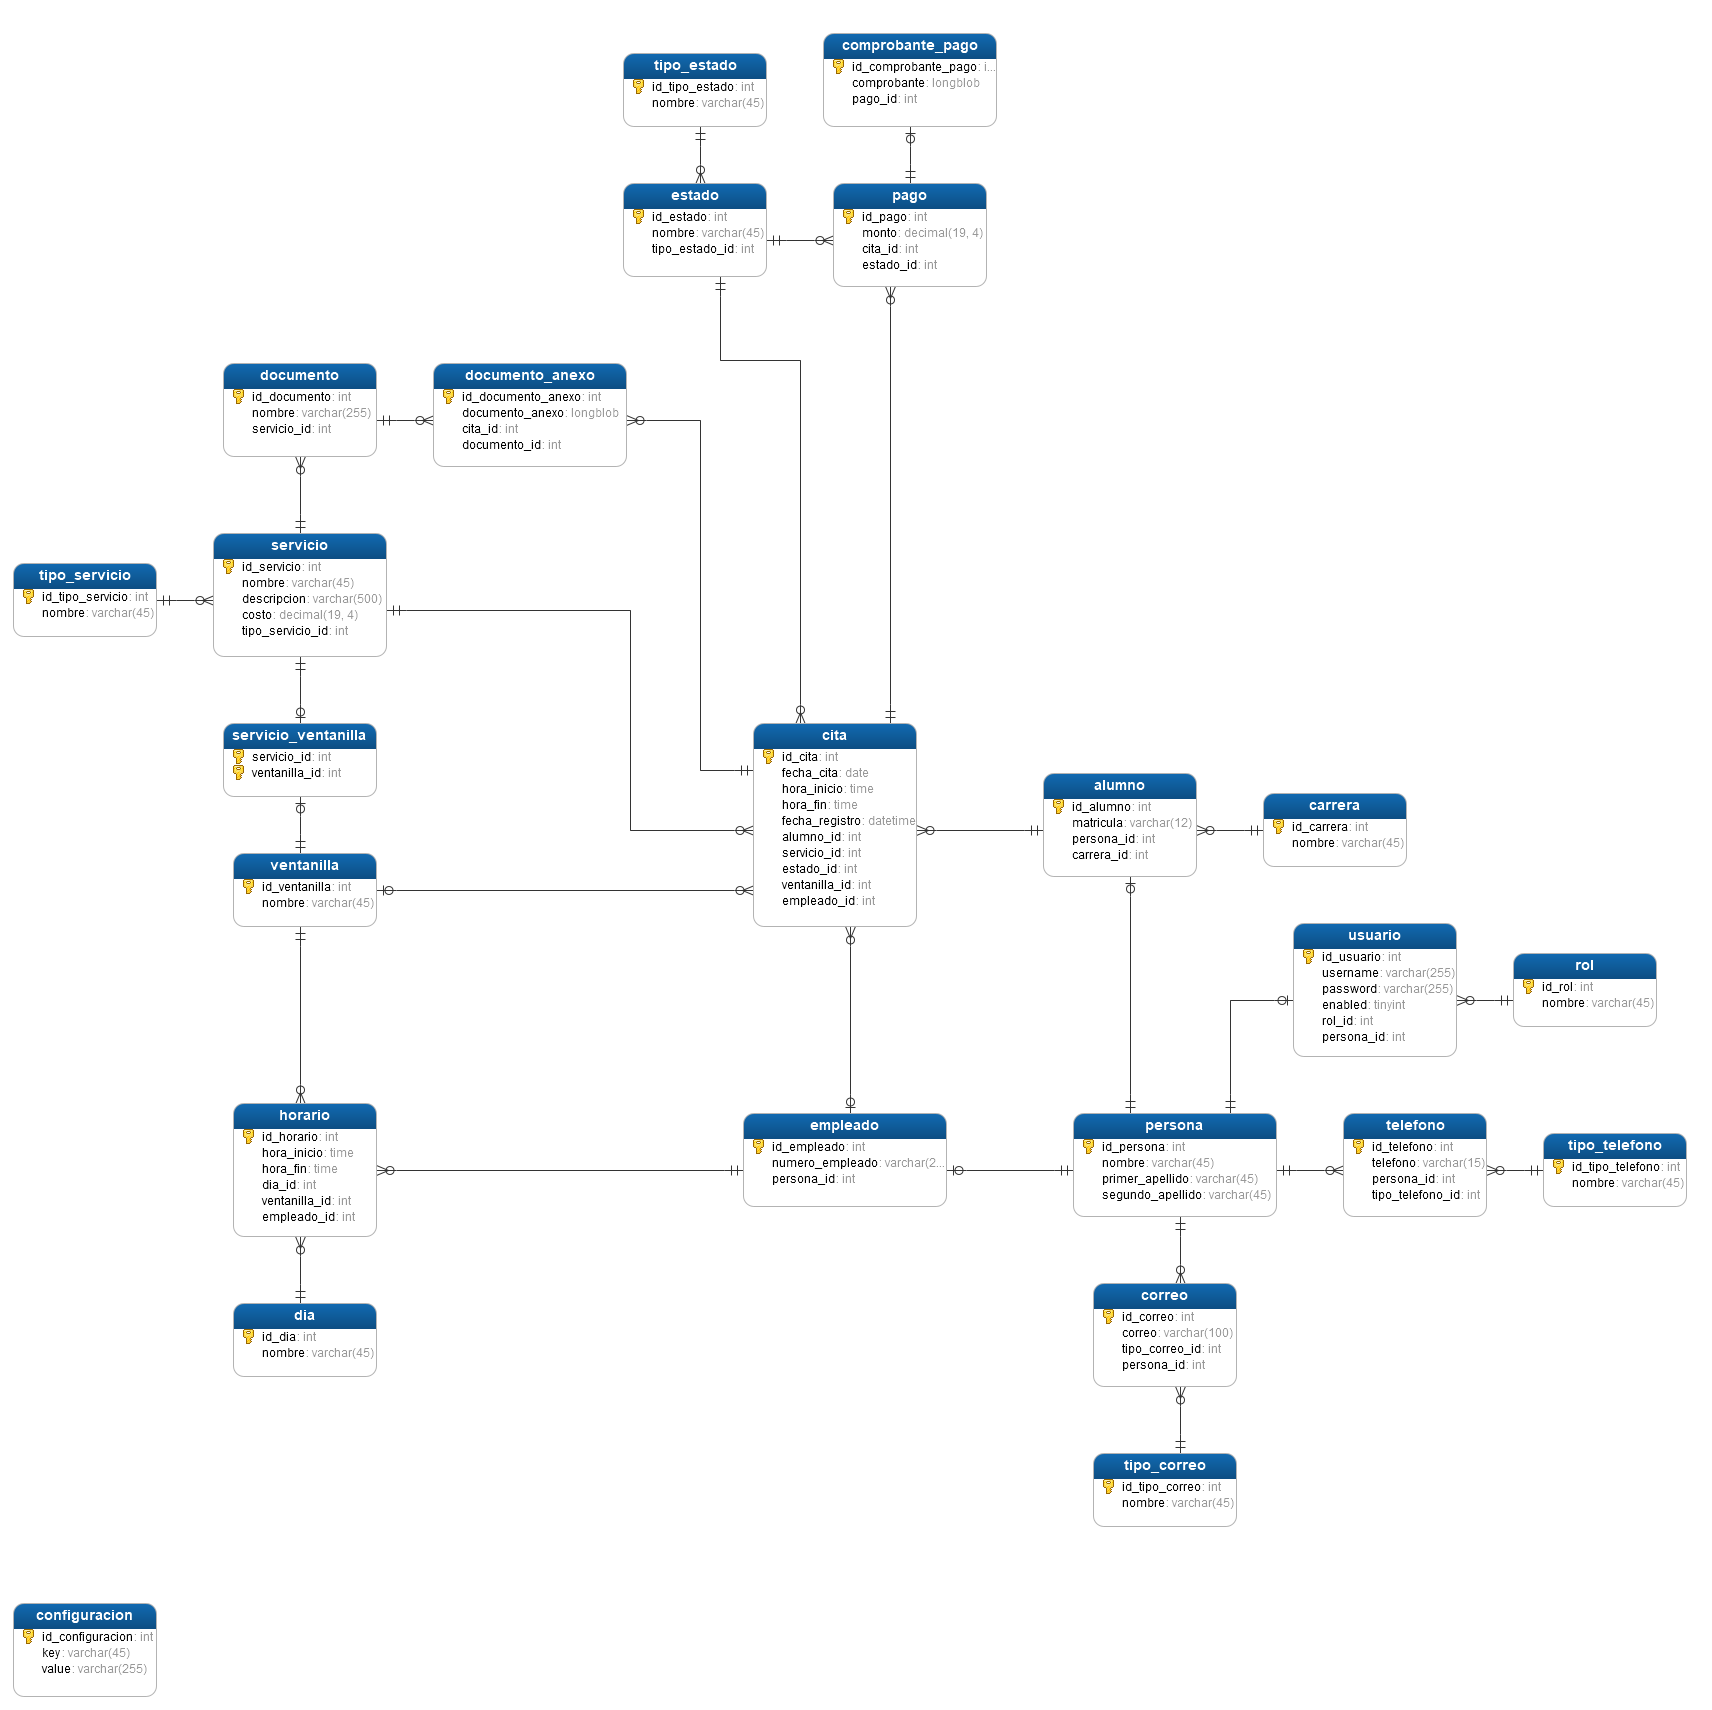 comprobante_pago
id_comprobante_pago: i...
comprobante: longblob
pago_id: int
tipo_estado
id_tipo_estado: int
nombre: varchar(45)
estado
id_estado: int
nombre: varchar(45)
tipo_estado_id: int
pago
id_pago: int
monto: decimal(19, 4)
cita_id: int
estado_id: int
documento
id_documento: int
nombre: varchar(255)
servicio_id: int
documento_anexo
id_documento_anexo: int
documento_anexo: longblob
cita_id: int
documento_id: int
servicio
id_servicio: int
nombre: varchar(45)
descripcion: varchar(500)
costo: decimal(19, 4)
tipo_servicio_id: int
tipo_servicio
id_tipo_servicio: int
nombre: varchar(45)
servicio_ventanilla
servicio_id: int
ventanilla_id: int
cita
id_cita: int
fecha_cita: date
hora_inicio: time
hora_fin: time
fecha_registro: datetime
alumno_id: int
servicio_id: int
estado_id: int
ventanilla_id: int
empleado_id: int
alumno
id_alumno: int
matricula: varchar(12)
persona_id: int
carrera_id: int
carrera
id_carrera: int
nombre: varchar(45)
ventanilla
id_ventanilla: int
nombre: varchar(45)
usuario
id_usuario: int
username: varchar(255)
password: varchar(255)
enabled: tinyint
rol_id: int
persona_id: int
rol
id_rol: int
nombre: varchar(45)
horario
id_horario: int
hora_inicio: time
hora_fin: time
dia_id: int
ventanilla_id: int
empleado_id: int
empleado
id_empleado: int
numero_empleado: varchar(2...
persona_id: int
persona
id_persona: int
nombre: varchar(45)
primer_apellido: varchar(45)
segundo_apellido: varchar(45)
telefono
id_telefono: int
telefono: varchar(15)
persona_id: int
tipo_telefono_id: int
tipo_telefono
id_tipo_telefono: int
nombre: varchar(45)
dia
id_dia: int
nombre: varchar(45)
correo
id_correo: int
correo: varchar(100)
tipo_correo_id: int
persona_id: int
tipo_correo
id_tipo_correo: int
nombre: varchar(45)
configuracion
id_configuracion: int
key: varchar(45)
value: varchar(255)